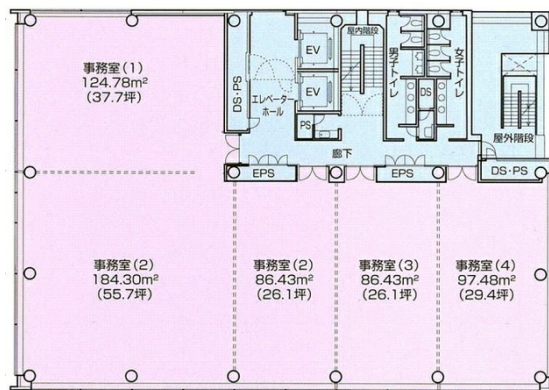 事務室(1)
124.78m²
(37.7坪)
DS・PS
エレベーター
ホール
EV
EV
屋内階段
PS
男子トイレ
DS
女子トイレ
屋外階段
廊下
EPS
EPS
DS・PS
事務室(2)
184.30m²
(55.7坪)
事務室(2)
86.43m²
(26.1坪)
事務室(3)
86.43m²
(26.1坪)
事務室(4)
97.48m²
(29.4坪)